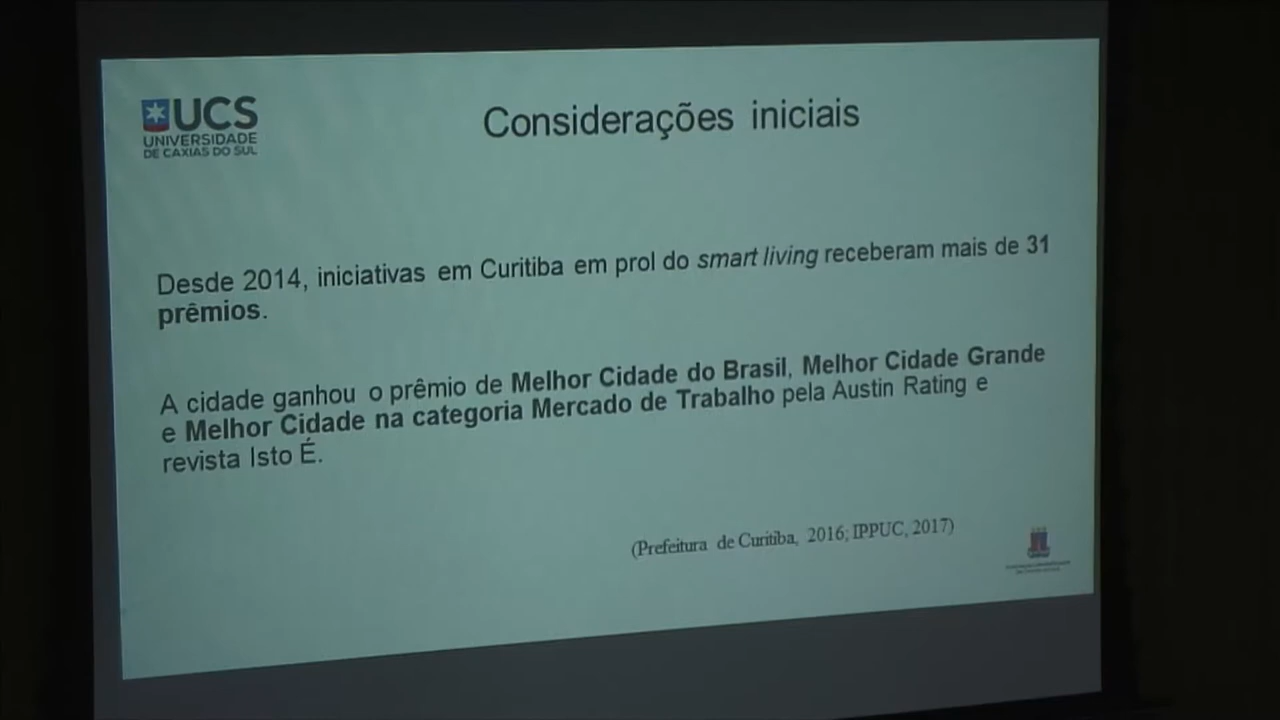 UCS
UNIVERSIDADE
DE CAXIAS DO SUL
Considerações iniciais
Desde 2014, iniciativas em Curitiba em prol do smart living receberam mais de 31
prêmios.
A cidade ganhou o prêmio de Melhor Cidade do Brasil, Melhor Cidade Grande
e Melhor Cidade na categoria Mercado de Trabalho pela Austin Rating e
revista Isto É.
(Prefeitura de Curitiba, 2016; IPPUC, 2017)